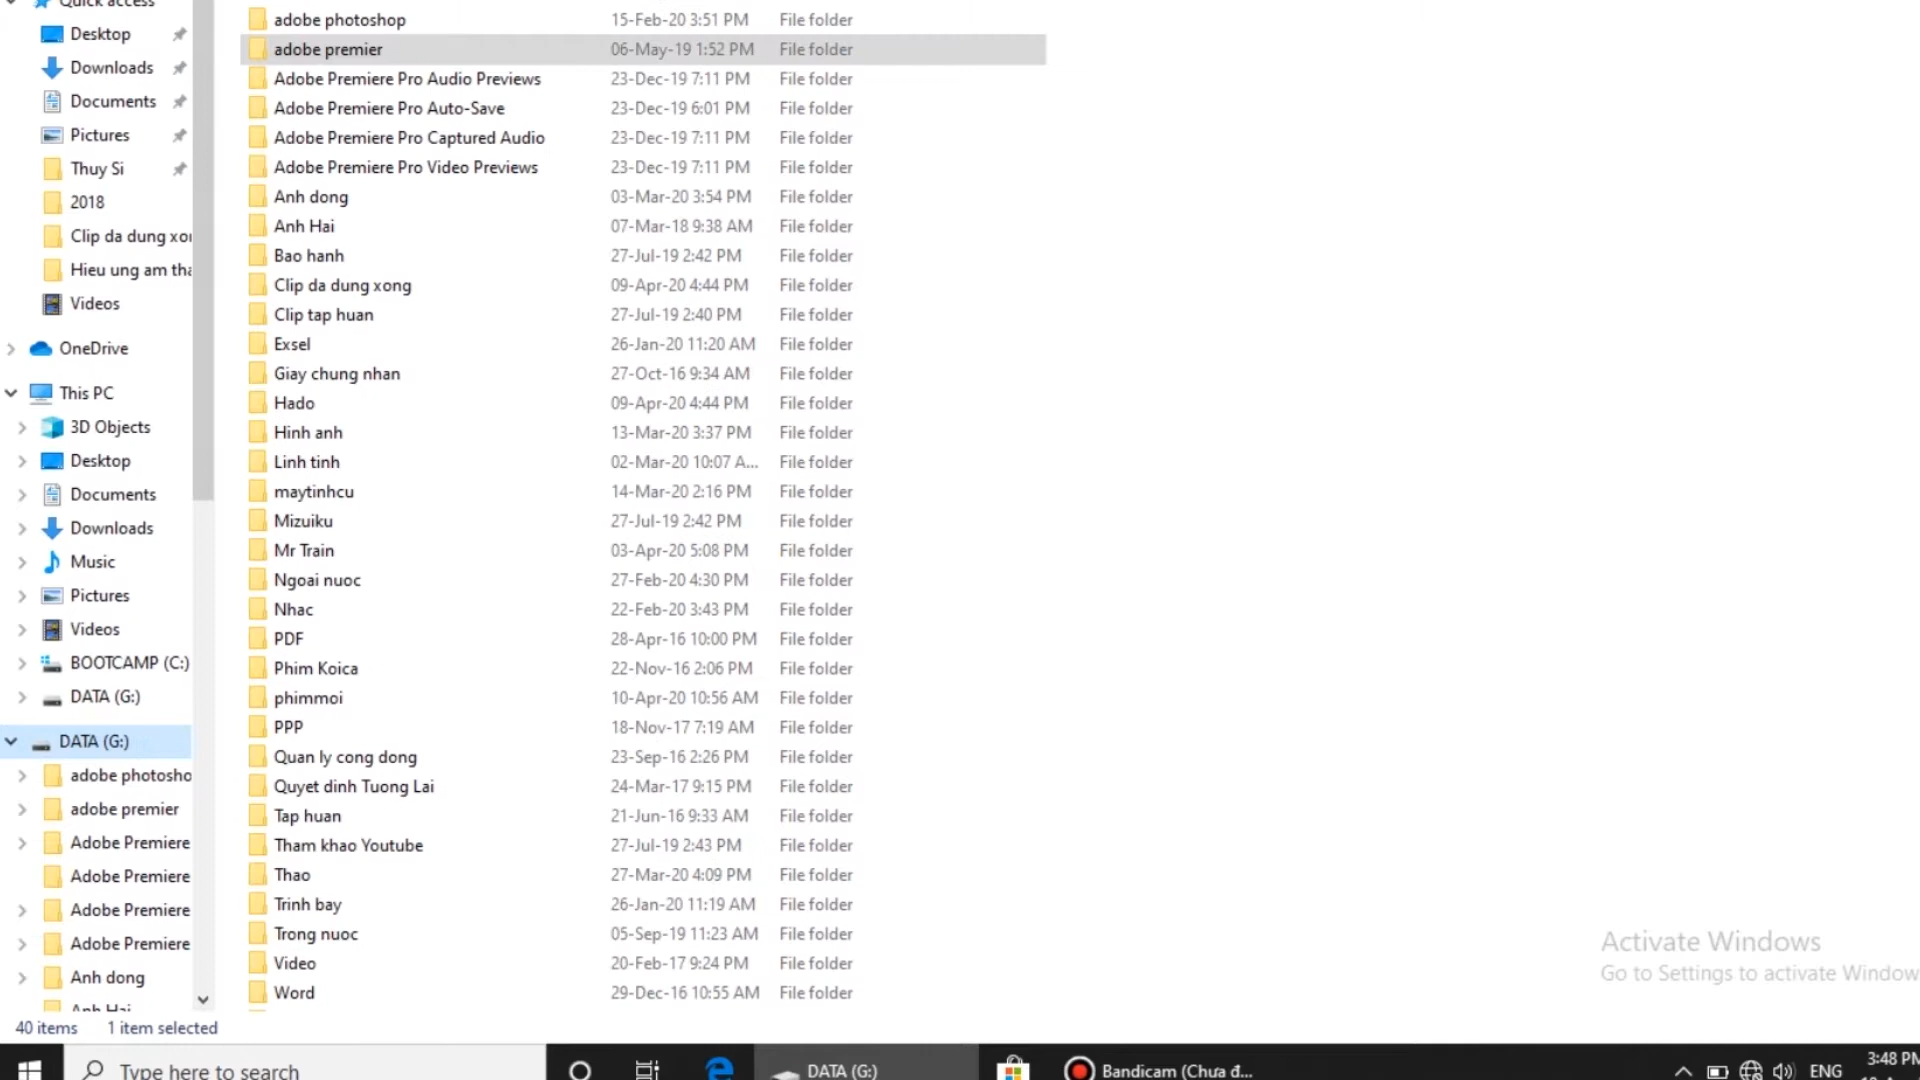 Quick access
Desktop
Downloads
Documents
Pictures
Thuy Si
2018
Clip da dung xo
Hieu ung am tha
Videos
OneDrive
This PC
3D Objects
Desktop
Documents
Downloads
Music
Pictures
Videos
BOOTCAMP (C:)
DATA (G:)
DATA (G:)
adobe photosho
adobe premier
Adobe Premiere
Adobe Premiere
Adobe Premiere
Adobe Premiere
Anh dong
Anh Hai
adobe photoshop 15-Feb-20 3:51 PM File folder
adobe premier 06-May-19 1:52 PM File folder
Adobe Premiere Pro Audio Previews 23-Dec-19 7:11 PM File folder
Adobe Premiere Pro Auto-Save 23-Dec-19 6:01 PM File folder
Adobe Premiere Pro Captured Audio 23-Dec-19 7:11 PM File folder
Adobe Premiere Pro Video Previews 23-Dec-19 7:11 PM File folder
Anh dong 03-Mar-20 3:54 PM File folder
Anh Hai 07-Mar-18 9:38 AM File folder
Bao hanh 27-Jul-19 2:42 PM File folder
Clip da dung xong 09-Apr-20 4:44 PM File folder
Clip tap huan 27-Jul-19 2:40 PM File folder
Exsel 26-Jan-20 11:20 AM File folder
Giay chung nhan 27-Oct-16 9:34 AM File folder
Hado 09-Apr-20 4:44 PM File folder
Hinh anh 13-Mar-20 3:37 PM File folder
Linh tinh 02-Mar-20 10:07 A... File folder
maytinhcu 14-Mar-20 2:16 PM File folder
Mizuiku 27-Jul-19 2:42 PM File folder
Mr Train 03-Apr-20 5:08 PM File folder
Ngoai nuoc 27-Feb-20 4:30 PM File folder
Nhac 22-Feb-20 3:43 PM File folder
PDF 28-Apr-16 10:00 PM File folder
Phim Koica 22-Nov-16 2:06 PM File folder
phimmoi 10-Apr-20 10:56 AM File folder
PPP 18-Nov-17 7:19 AM File folder
Quan ly cong dong 23-Sep-16 2:26 PM File folder
Quyet dinh Tuong Lai 24-Mar-17 9:15 PM File folder
Tap huan 21-Jun-16 9:33 AM File folder
Tham khao Youtube 27-Jul-19 2:43 PM File folder
Thao 27-Mar-20 4:09 PM File folder
Trinh bay 26-Jan-20 11:19 AM File folder
Trong nuoc 05-Sep-19 11:23 AM File folder
Video 20-Feb-17 9:24 PM File folder
Word 29-Dec-16 10:55 AM File folder
Activate Windows
Go to Settings to activate Window
40 items 1 item selected
Type here to search
DATA (G:)
Bandicam (Chưa đ...
ENG
3:48 PM